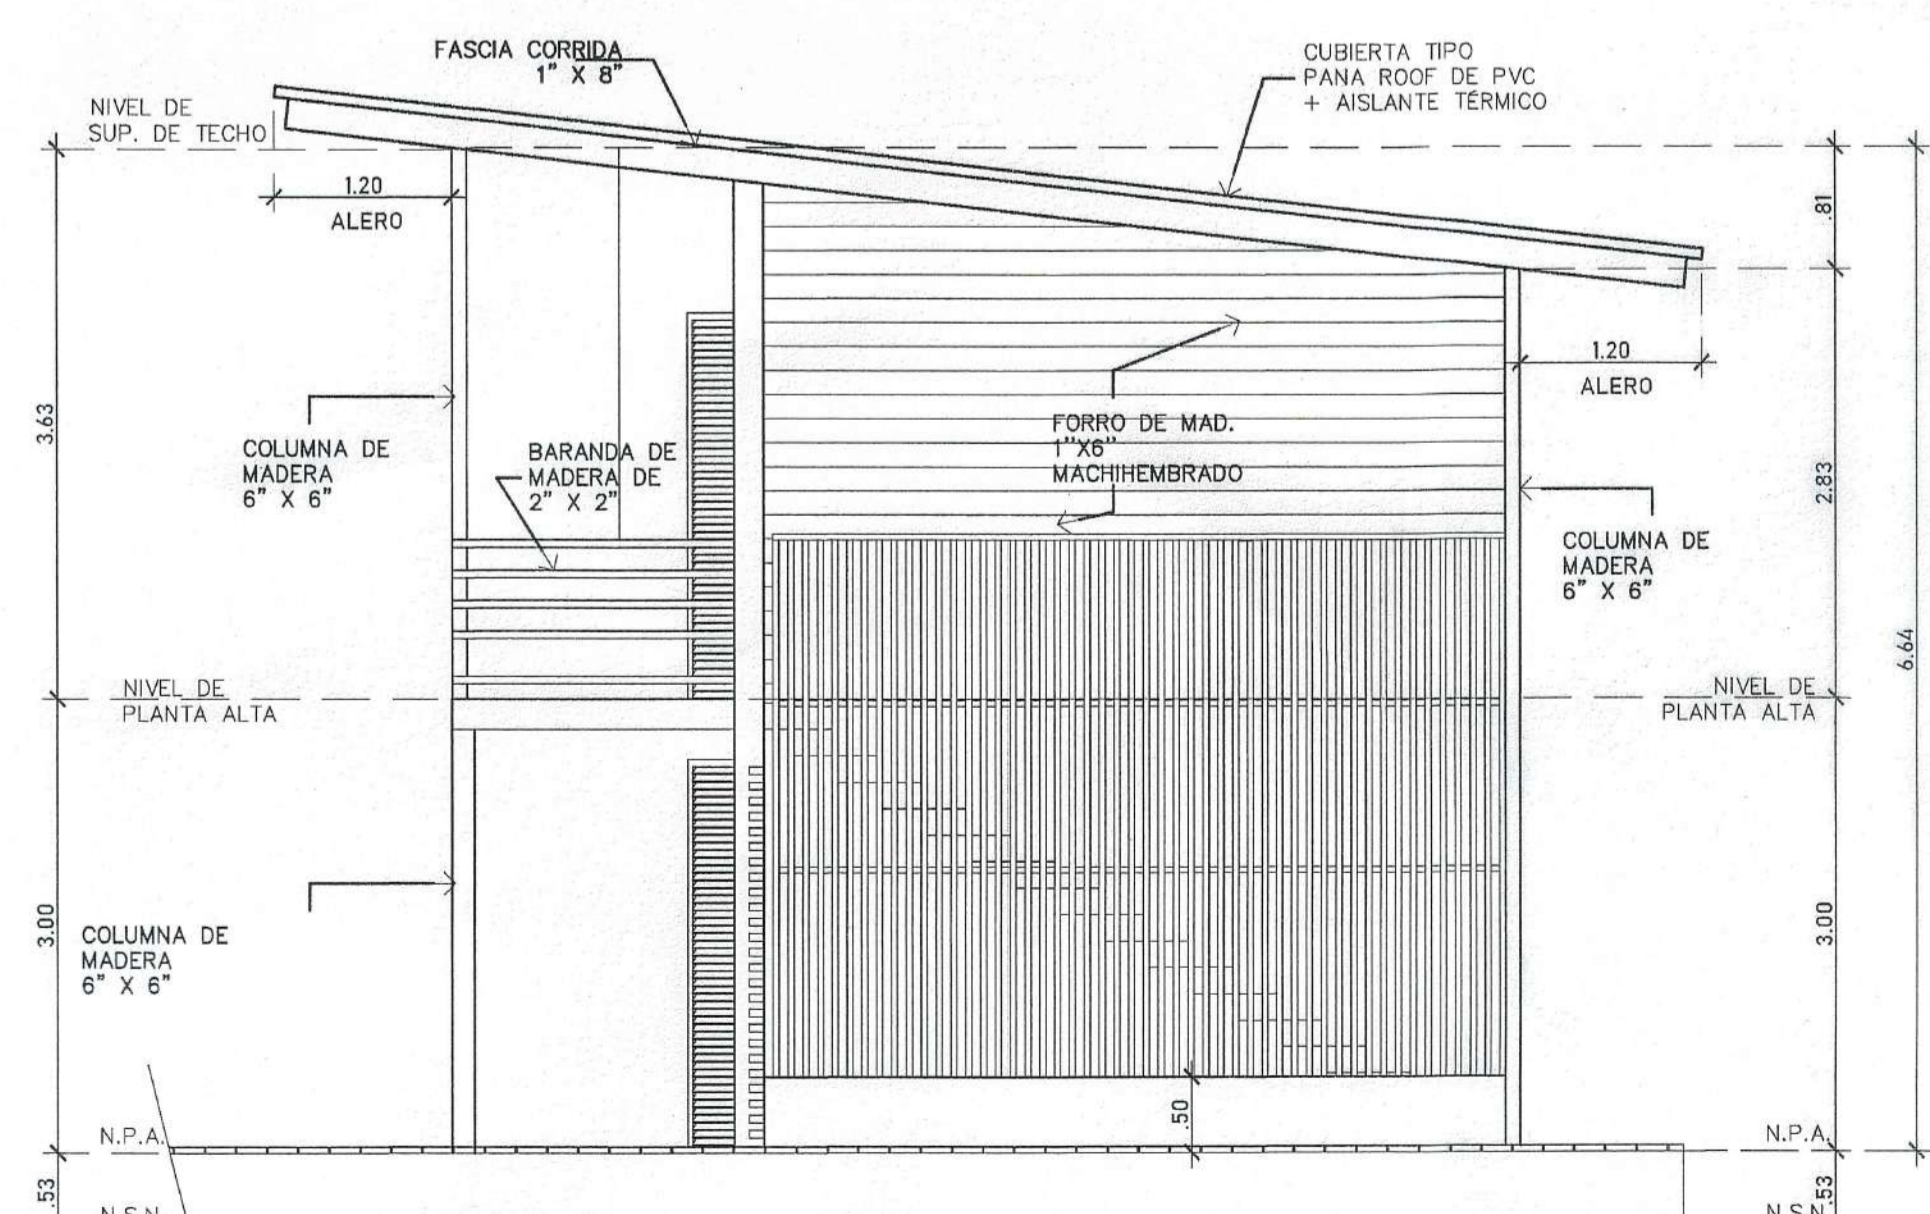 FASCIA CORRIDA
1" X 8"
CUBIERTA TIPO
PANA ROOF DE PVC
+ AISLANTE TÉRMICO
NIVEL DE
SUP. DE TECHO
1.20
ALERO
.81
1.20
ALERO
3.63
COLUMNA DE
MADERA
6" X 6"
BARANDA DE
MADERA DE
2" X 2"
FORRO DE MAD.
1"X6"
MACHIHEMBRADO
2.83
COLUMNA DE
MADERA
6" X 6"
6.64
NIVEL DE
PLANTA ALTA
NIVEL DE
PLANTA ALTA
3.00
COLUMNA DE
MADERA
6" X 6"
3.00
.50
N.P.A.
N.P.A.
.53
.53
N.S.N.
N.S.N.